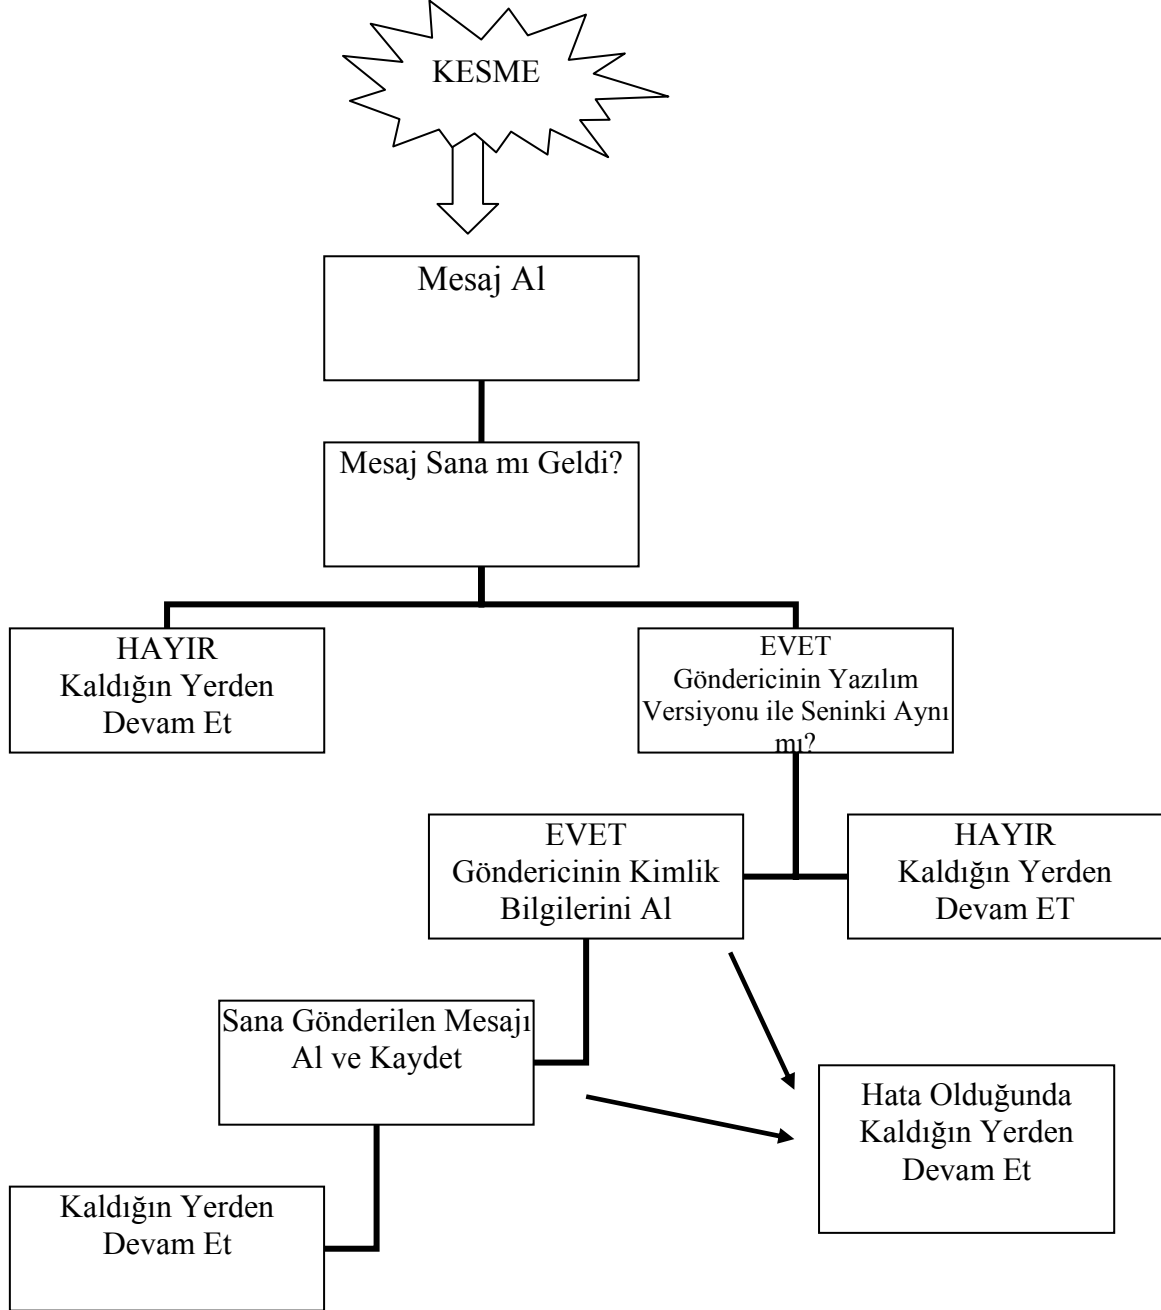 KESME
Mesaj Al
Mesaj Sana mı Geldi?
HAYIR
Kaldığın Yerden
Devam Et
EVET
Göndericinin Yazılım
Versiyonu ile Seninki Aynı
mı?
EVET
Göndericinin Kimlik
Bilgilerini Al
HAYIR
Kaldığın Yerden
Devam ET
Sana Gönderilen Mesajı
Al ve Kaydet
Hata Olduğunda
Kaldığın Yerden
Devam Et
Kaldığın Yerden
Devam Et